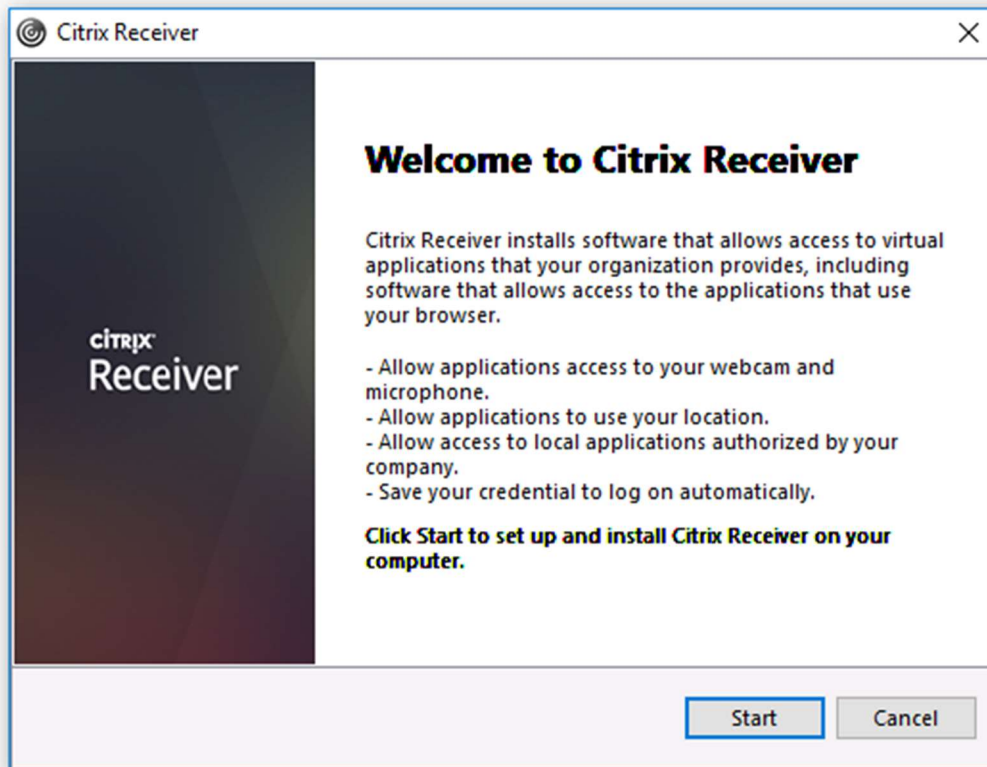 Citrix Receiver
Welcome to Citrix Receiver
Citrix Receiver installs software that allows access to virtual
applications that your organization provides, including
software that allows access to the applications that use
your browser.
- Allow applications access to your webcam and
microphone.
- Allow applications to use your location.
- Allow access to local applications authorized by your
company.
- Save your credential to log on automatically.
Click Start to set up and install Citrix Receiver on your
computer.
CİTRIX
Receiver
Start
Cancel